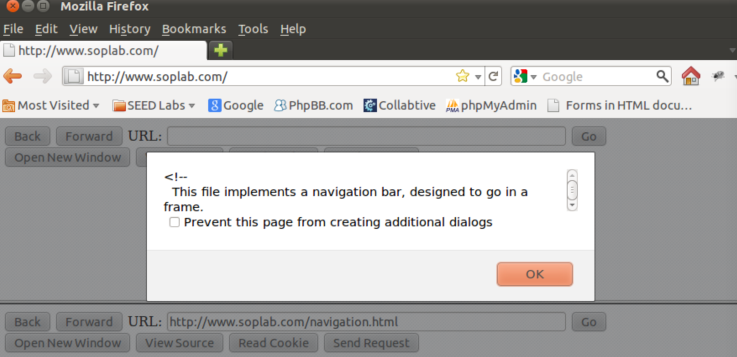 Mozilla Firefox
File Edit View History Bookmarks Tools Help
http://www.soplab.com/
http://www.soplab.com/ Google
Most Visited SEED Labs Google PhpBB.com Collabtive phpMyAdmin Forms in HTML docu...
Back Forward URL: Go
Open New Window
<!--
This file implements a navigation bar, designed to go in a
frame.
Prevent this page from creating additional dialogs
OK
Back Forward URL: http://www.soplab.com/navigation.html Go
Open New Window View Source Read Cookie Send Request